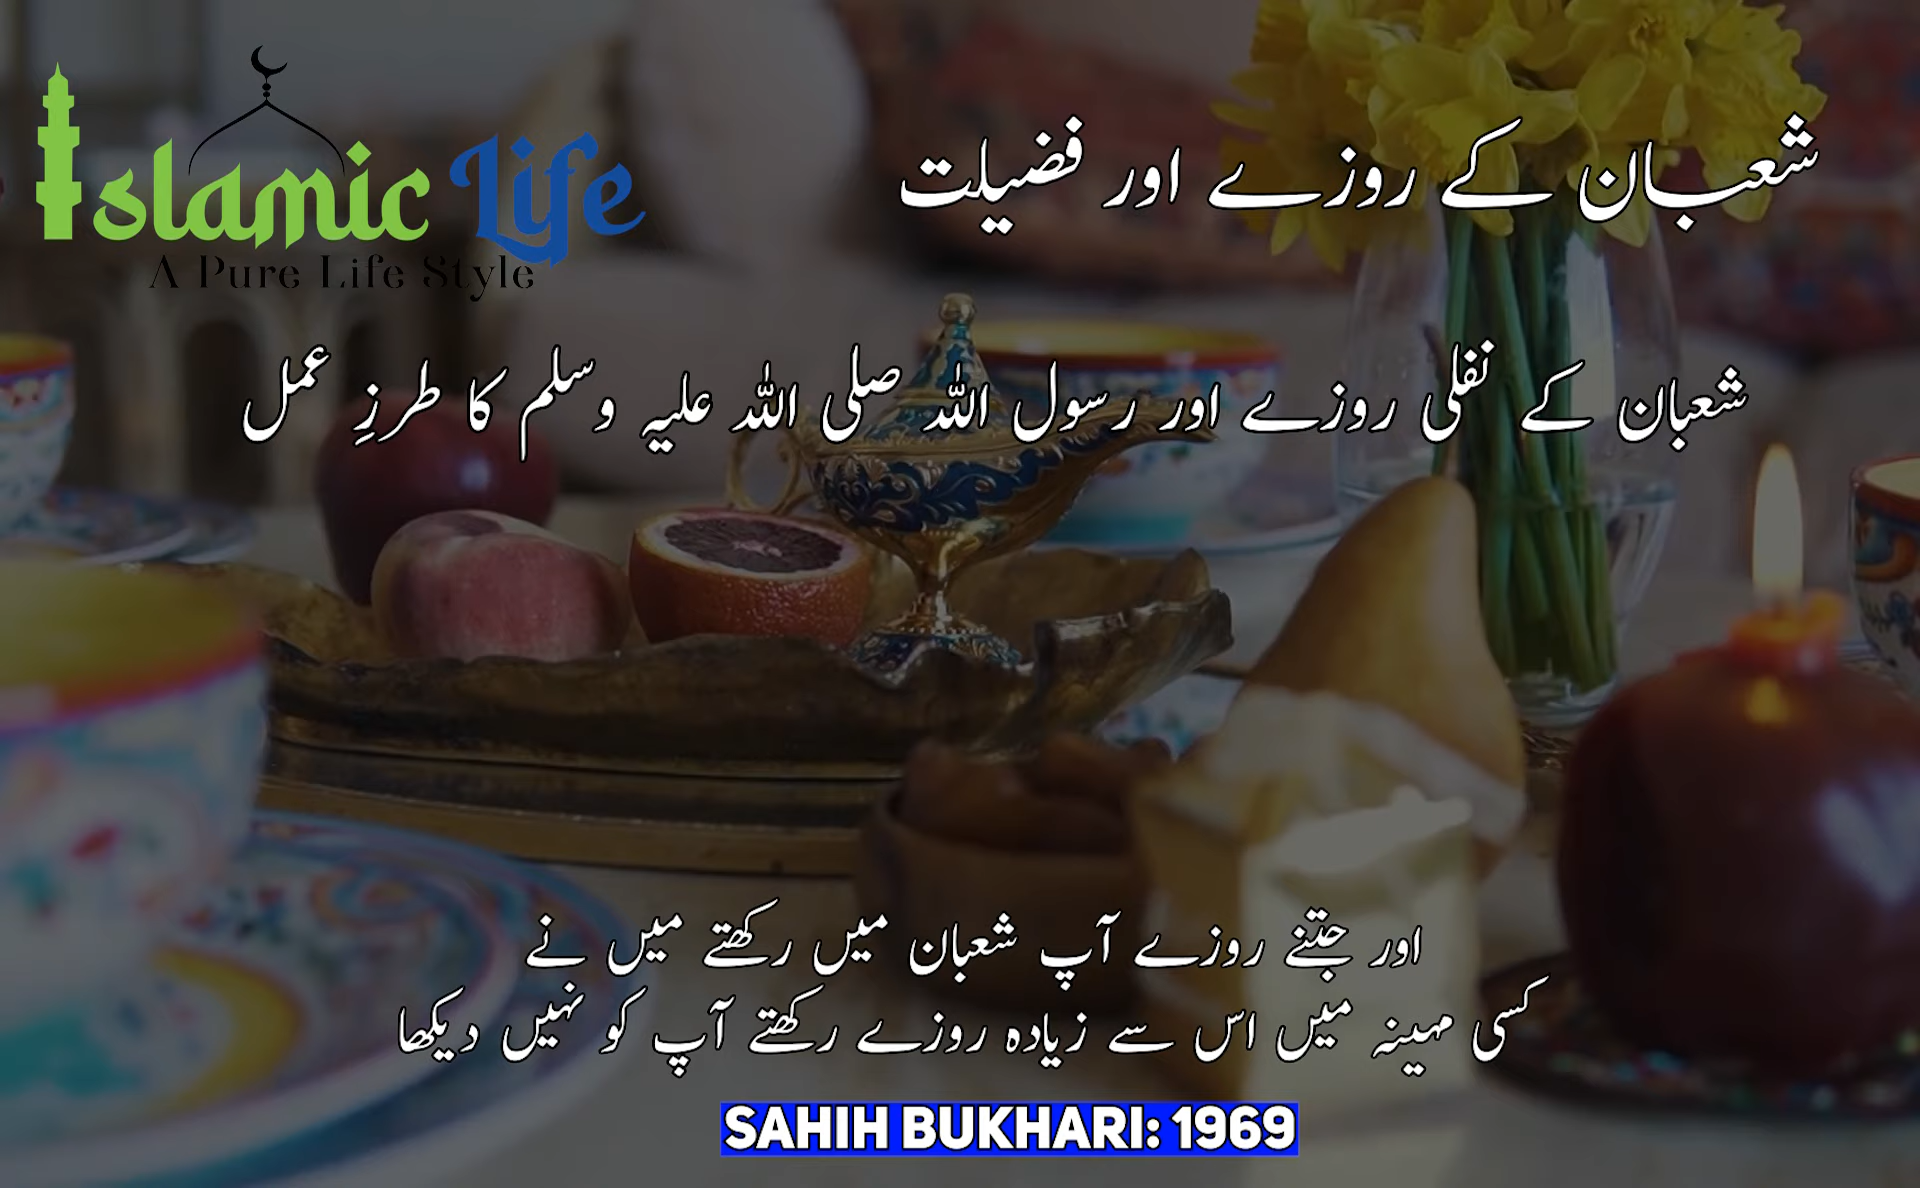 Islamic Life
A Pure Life Style
شعبان کے روزے اور فضیلت
شعبان کے نفلی روزے اور رسول اللہ صلی اللہ علیہ وسلم کا طرزِ عمل
اور جتنے روزے آپ شعبان میں رکھتے میں نے
کسی مہینہ میں اس سے زیادہ روزے رکھتے آپ کو نہیں دیکھا
SAHIH BUKHARI: 1969